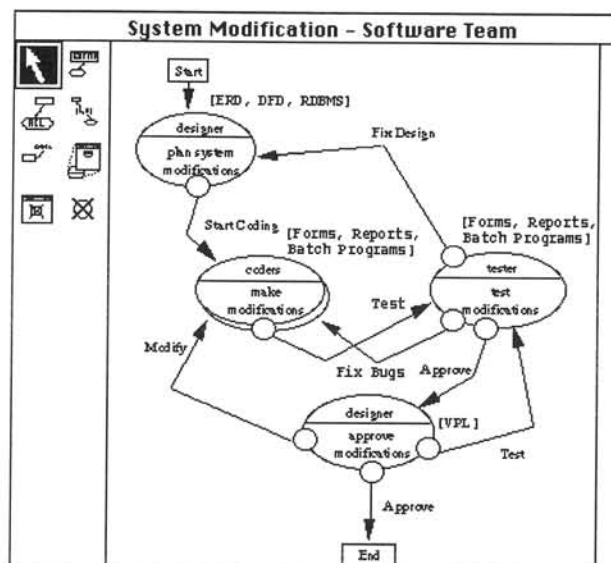 System Modification - Software Team
Start
[ERD, DFD, RDBMS]
designer
plan system
modifications
Fix Design
Start Coding
[Forms, Reports,
Batch Programs]
[Forms, Reports,
Batch Programs]
coders
make
modifications
tester
test
modifications
Test
Modify
Fix Bugs
Approve
designer
approve
modifications
[VPL]
Test
Approve
End